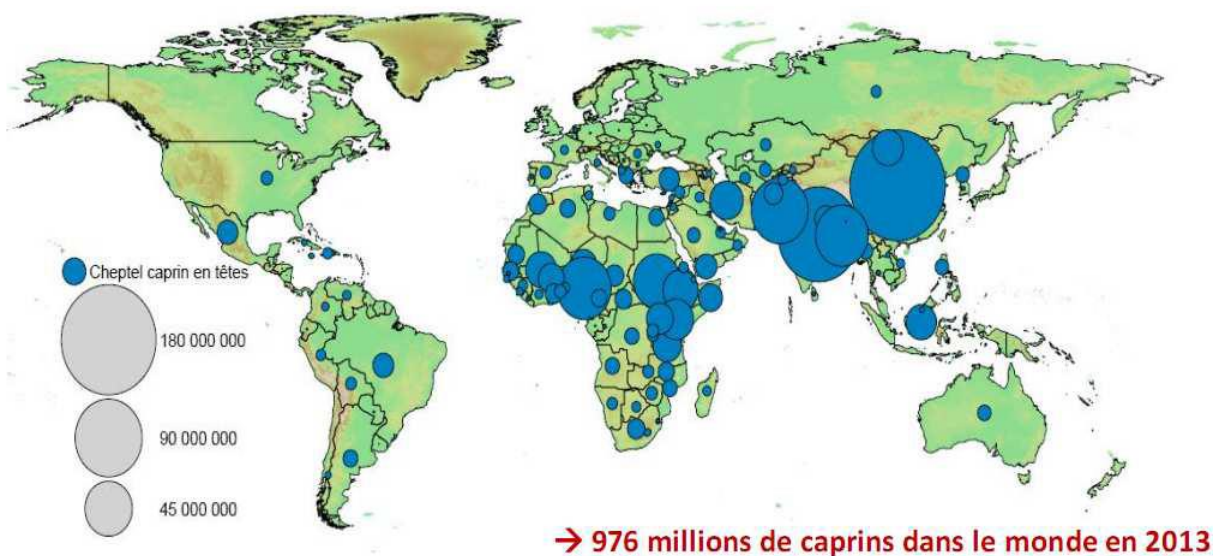 Cheptel caprin en têtes
180 000 000
90 000 000
45 000 000
→ 976 millions de caprins dans le monde en 2013